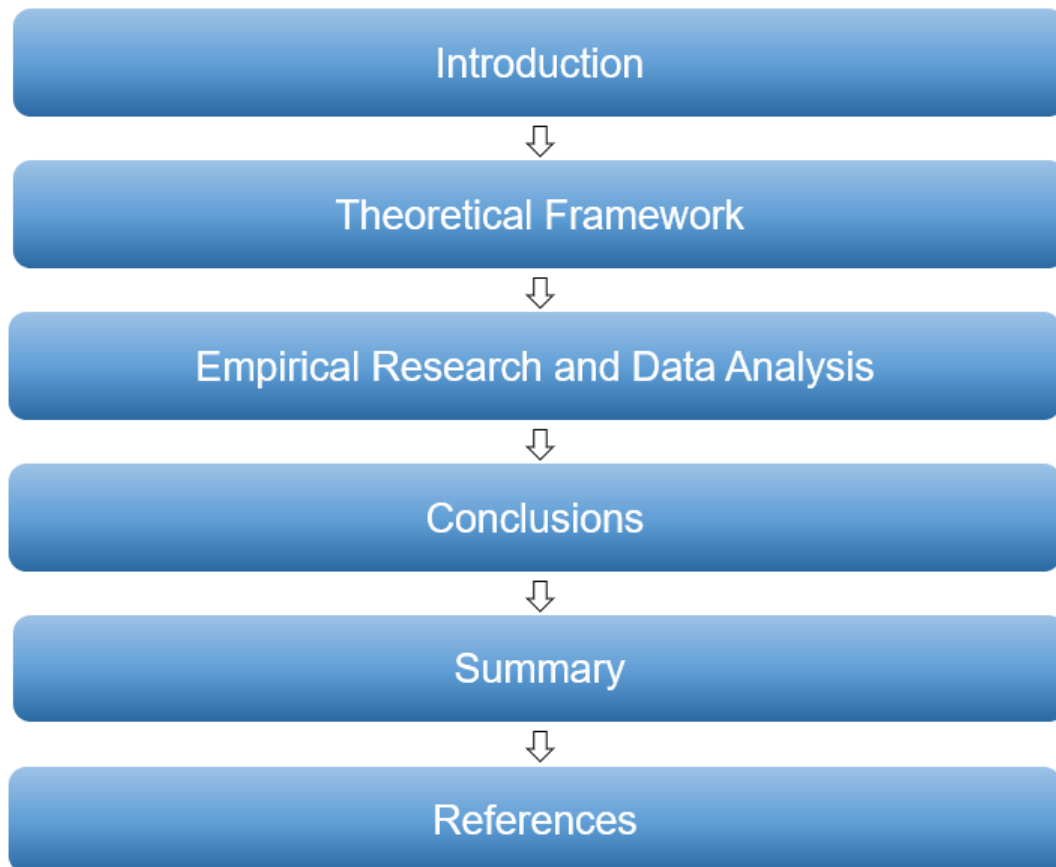 Introduction
Theoretical Framework
Empirical Research and Data Analysis
Conclusions
Summary
References